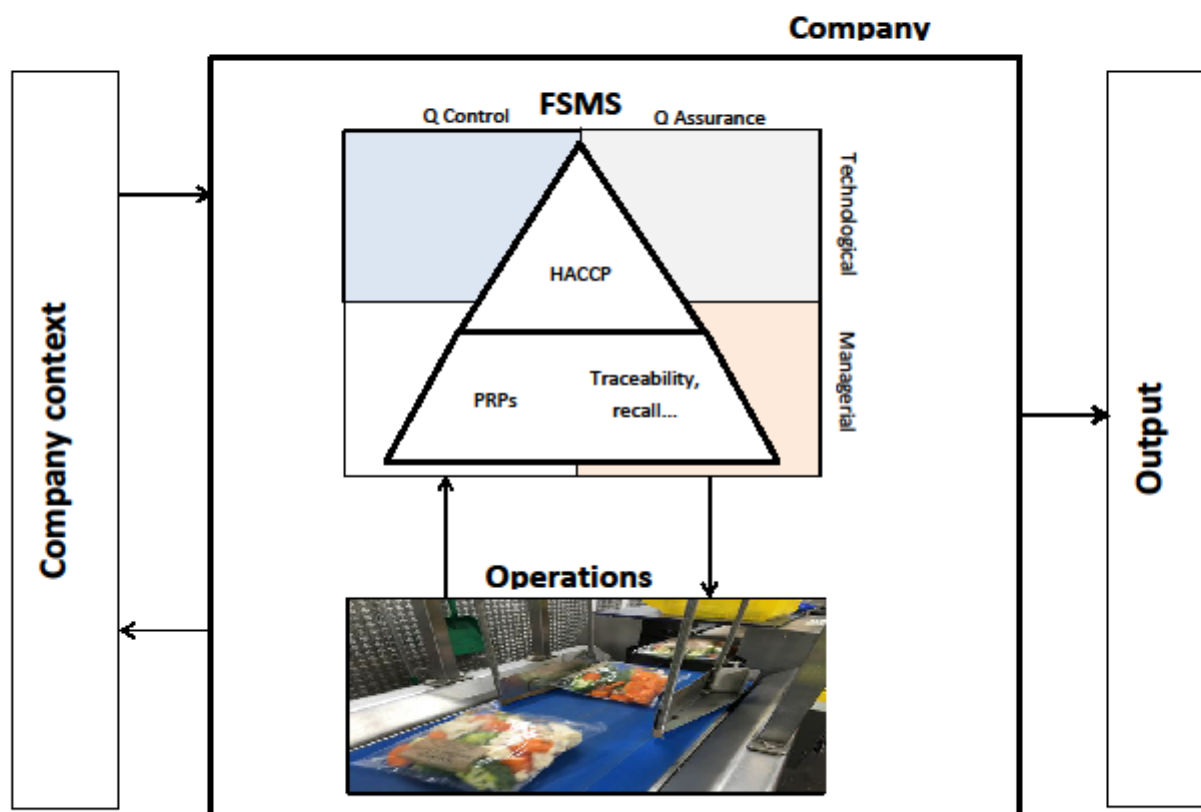 Company
FSMS
Q Control
Q Assurance
Technological
HACCP
Managerial
PRPs
Traceability,
recall...
Company context
Output
Operations